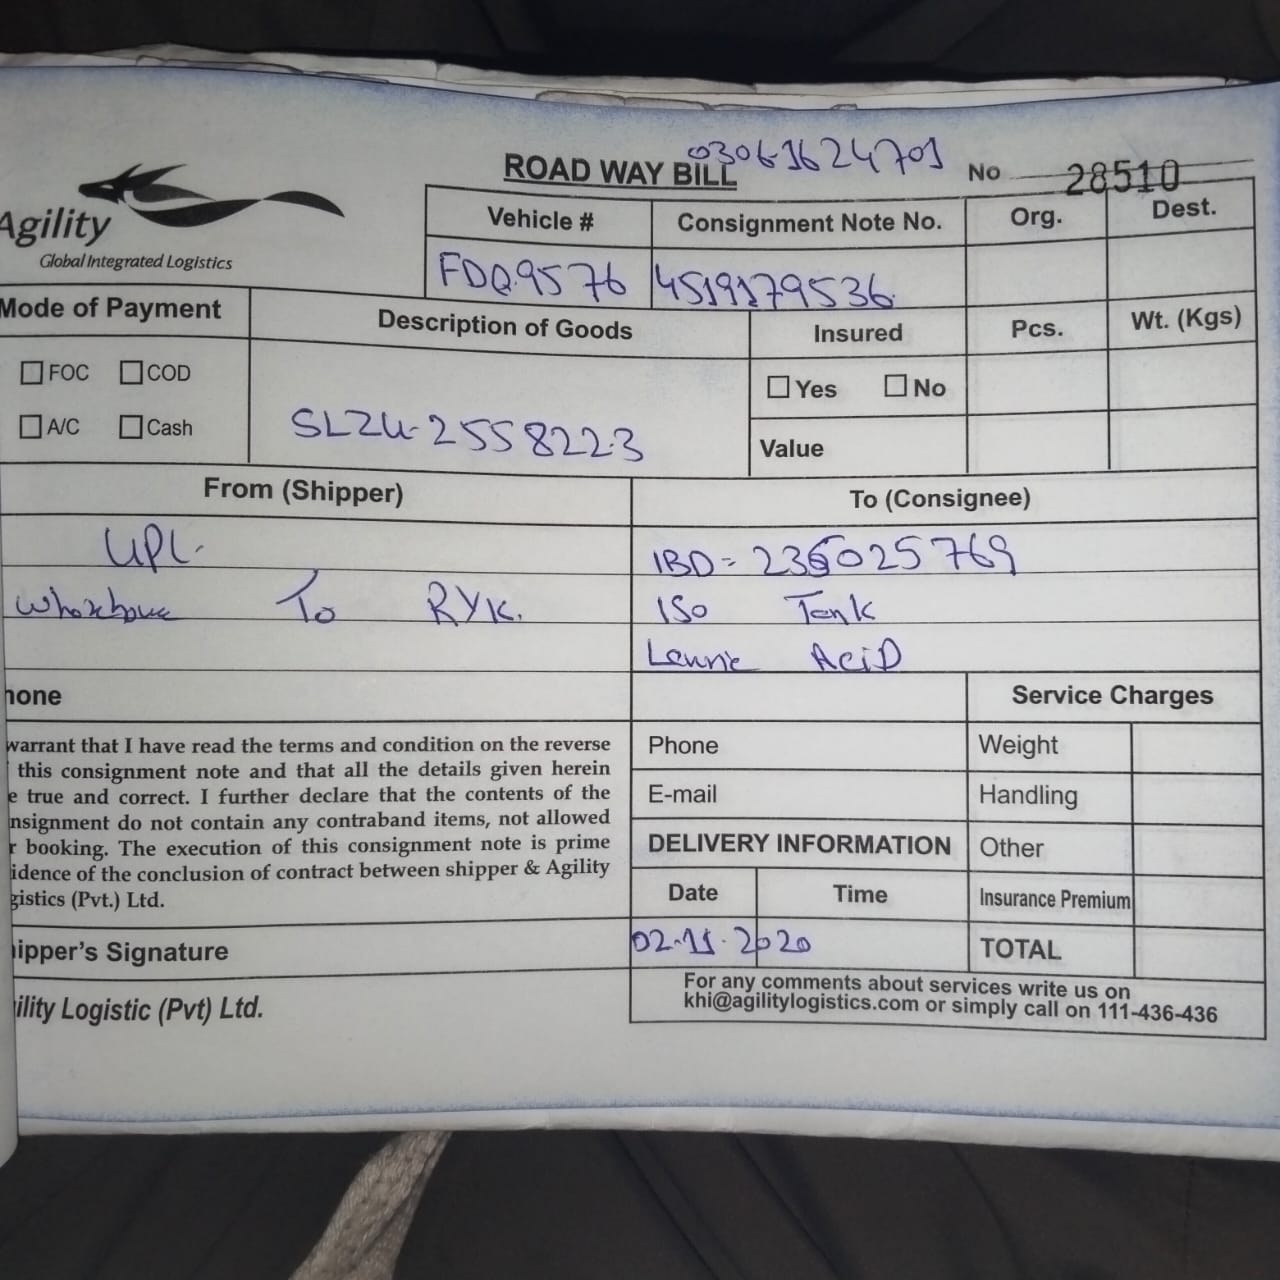 03061624701
ROAD WAY BILL No 28510
Agility
Global Integrated Logistics
Vehicle # Consignment Note No. Org. Dest.
FDQ.9576 4519179536
Mode of Payment Description of Goods Insured Pcs. Wt. (Kgs)
FOC COD Yes No
A/C Cash SLZU-2558223 Value
From (Shipper) To (Consignee)
UPL. IBD= 236025769
To RYK. ISO Tank
AciD
hone Service Charges
warrant that I have read the terms and condition on the reverse
this consignment note and that all the details given herein
e true and correct. I further declare that the contents of the
nsignment do not contain any contraband items, not allowed
r booking. The execution of this consignment note is prime
idence of the conclusion of contract between shipper & Agility
gistics (Pvt.) Ltd.
Phone Weight
E-mail Handling
DELIVERY INFORMATION Other
Date Time Insurance Premium
ipper's Signature 02.11.2020 TOTAL
ility Logistic (Pvt) Ltd.
For any comments about services write us on
khi@agilitylogistics.com or simply call on 111-436-436